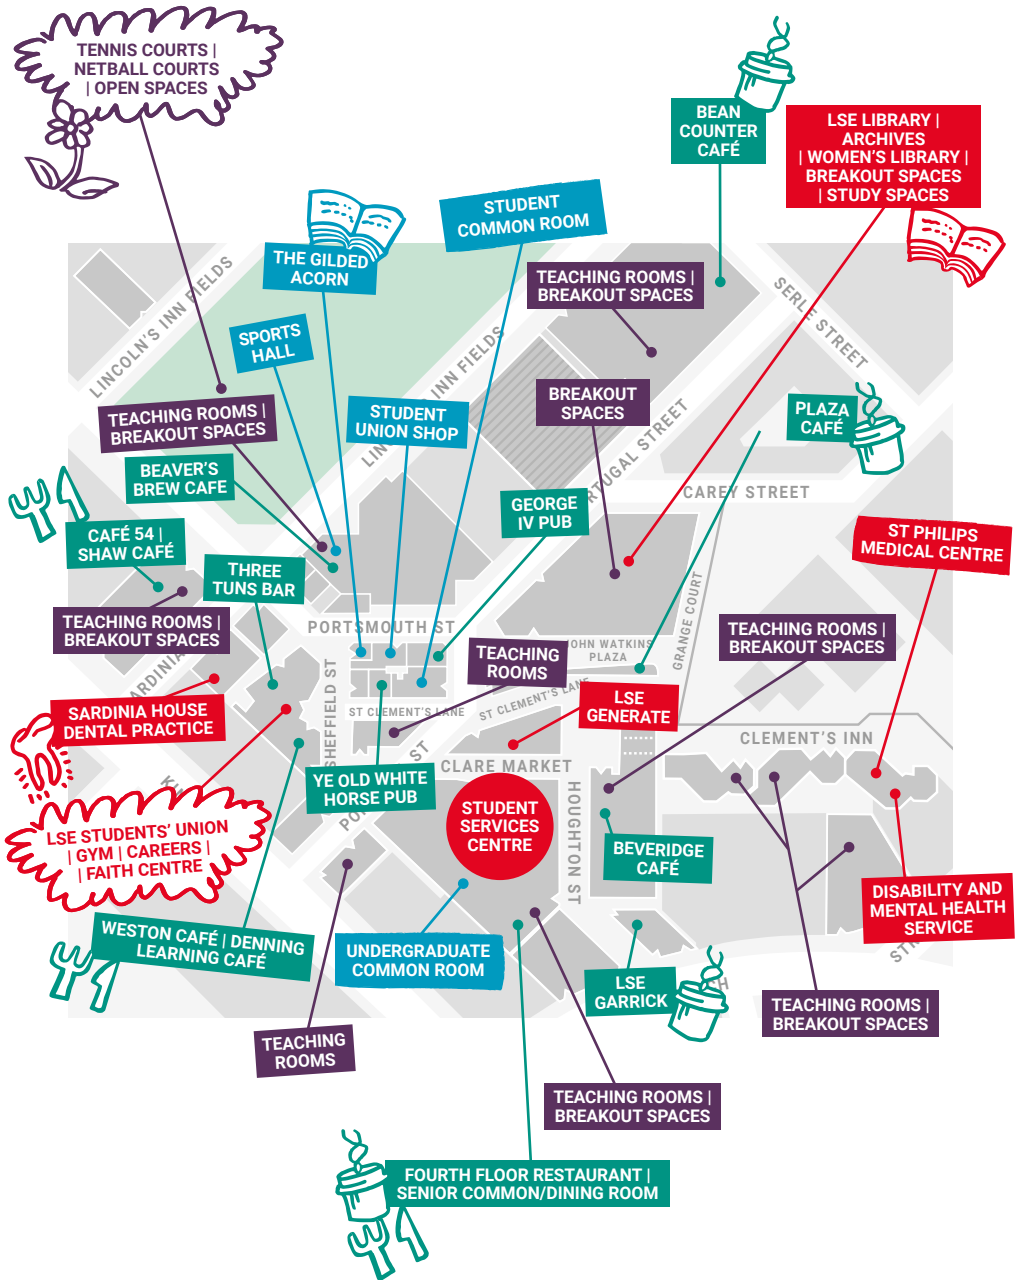 TENNIS COURTS |
NETBALL COURTS
| OPEN SPACES
BEAN
COUNTER
CAFÉ
LSE LIBRARY |
ARCHIVES
| WOMEN'S LIBRARY |
BREAKOUT SPACES
| STUDY SPACES
STUDENT
COMMON ROOM
THE GILDED
ACORN
TEACHING ROOMS |
BREAKOUT SPACES
LINCOLN'S INN FIELDS
SERLE STREET
SPORTS
HALL
INN FIELDS
BREAKOUT
SPACES
TEACHING ROOMS |
BREAKOUT SPACES
STUDENT
UNION SHOP
PLAZA
CAFÉ
BEAVER'S
BREW CAFE
CAREY STREET
GEORGE
IV PUB
CAFÉ 54 |
SHAW CAFÉ
ST PHILIPS
MEDICAL CENTRE
THREE
TUNS BAR
TEACHING ROOMS |
BREAKOUT SPACES
PORTSMOUTH ST
GRANGE COURT
JOHN WATKINS
PLAZA
TEACHING ROOMS |
BREAKOUT SPACES
TEACHING
ROOMS
SHEFFIELD ST
ST CLEMENT'S LANE
ST CLEMENT'S LANE
LSE
GENERATE
SARDINIA HOUSE
DENTAL PRACTICE
CLEMENT'S INN
CLARE MARKET
YE OLD WHITE
HORSE PUB
STUDENT
SERVICES
CENTRE
HOUGHTON ST
LSE STUDENTS' UNION
| GYM | CAREERS |
| FAITH CENTRE
BEVERIDGE
CAFÉ
DISABILITY AND
MENTAL HEALTH
SERVICE
WESTON CAFÉ | DENNING
LEARNING CAFÉ
UNDERGRADUATE
COMMON ROOM
LSE
GARRICK
TEACHING ROOMS |
BREAKOUT SPACES
TEACHING
ROOMS
TEACHING ROOMS |
BREAKOUT SPACES
FOURTH FLOOR RESTAURANT |
SENIOR COMMON/DINING ROOM